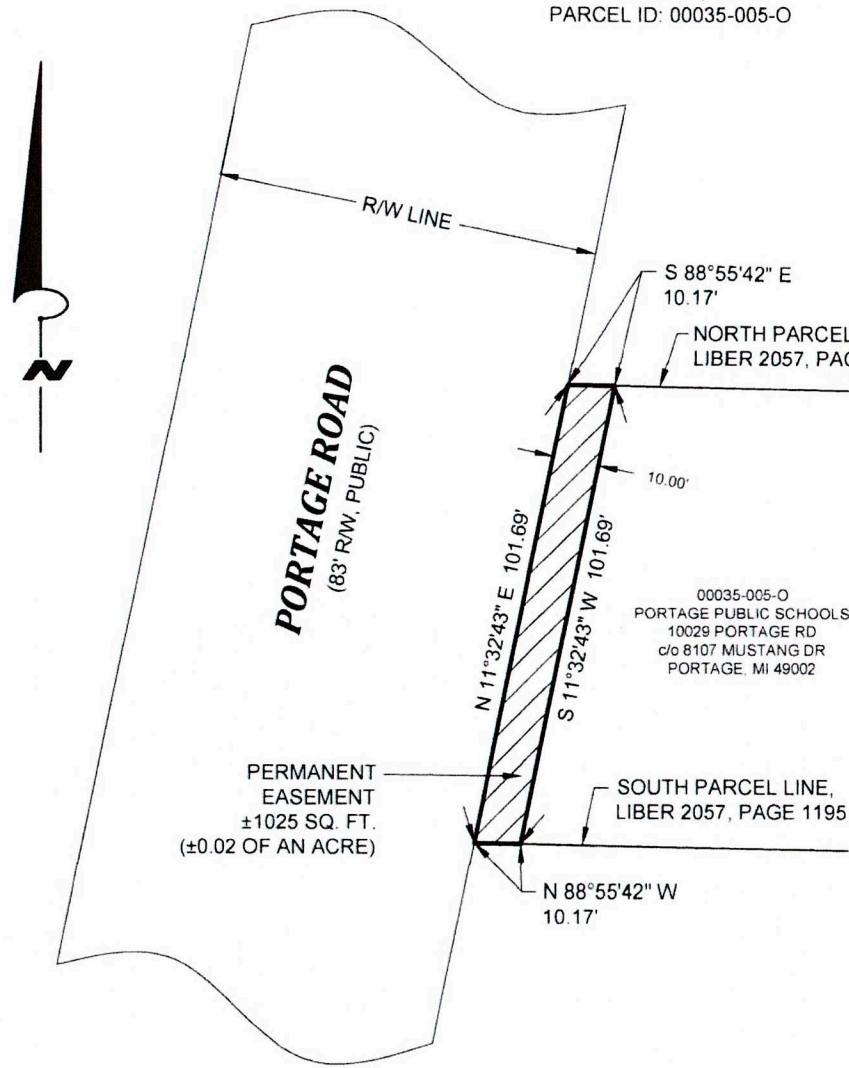 PARCEL ID: 00035-005-O
R/W LINE
S 88°55'42" E
10.17'
NORTH PARCEL
LIBER 2057,
N
PORTAGE ROAD
(83' R/W, PUBLIC)
10.00'
N 11°32'43" E 101.69'
S 11°32'43" W 101.69'
00035-005-O
PORTAGE PUBLIC SCHOOLS
10029 PORTAGE RD
c/o 8107 MUSTANG DR
PORTAGE, MI 49002
PERMANENT
EASEMENT
±1025 SQ. FT.
(±0.02 OF AN ACRE)
SOUTH PARCEL LINE,
LIBER 2057, PAGE 1195
N 88°55'42" W
10.17'